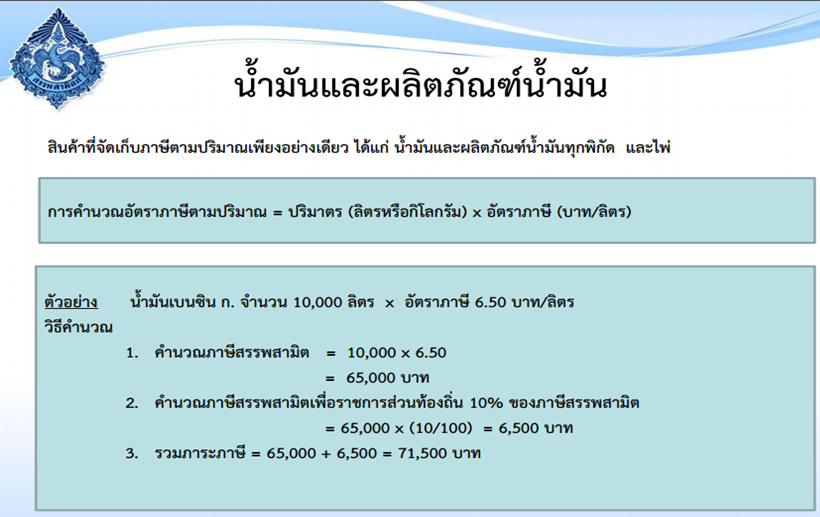 สรรพสามิต
น้ำมันและผลิตภัณฑ์น้ำมัน
สินค้าที่จัดเก็บภาษีตามปริมาณเพียงอย่างเดียว ได้แก่ น้ำมันและผลิตภัณฑ์น้ำมันทุกพิกัด และไพ่
การคำนวณอัตราภาษีตามปริมาณ = ปริมาตร (ลิตรหรือกิโลกรัม) x อัตราภาษี (บาท/ลิตร)
ตัวอย่าง น้ำมันเบนซิน ก. จำนวน 10,000 ลิตร x อัตราภาษี 6.50 บาท/ลิตร
วิธีคำนวณ
1. คำนวณภาษีสรรพสามิต = 10,000 x 6.50
= 65,000 บาท
2. คำนวณภาษีสรรพสามิตเพื่อราชการส่วนท้องถิ่น 10% ของภาษีสรรพสามิต
= 65,000 x (10/100) = 6,500 บาท
3. รวมภาระภาษี = 65,000 + 6,500 = 71,500 บาท